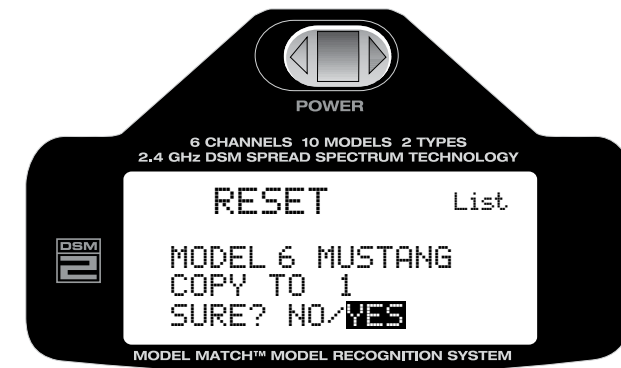 POWER
6 CHANNELS 10 MODELS 2 TYPES
2.4 GHz DSM SPREAD SPECTRUM TECHNOLOGY
RESET List
DSM
2
MODEL 6 MUSTANG
COPY TO 1
SURE? NO/YES
MODEL MATCH™ MODEL RECOGNITION SYSTEM